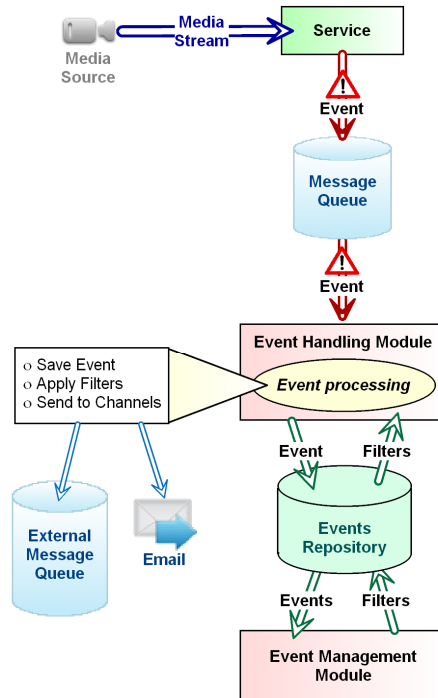 Media
Stream
Service
Media
Source
!
Event
Message
Queue
!
Event
Event Handling Module
o Save Event
o Apply Filters
o Send to Channels
Event processing
Event
Filters
External
Message
Queue
Email
Events
Repository
Events
Filters
Event Management
Module